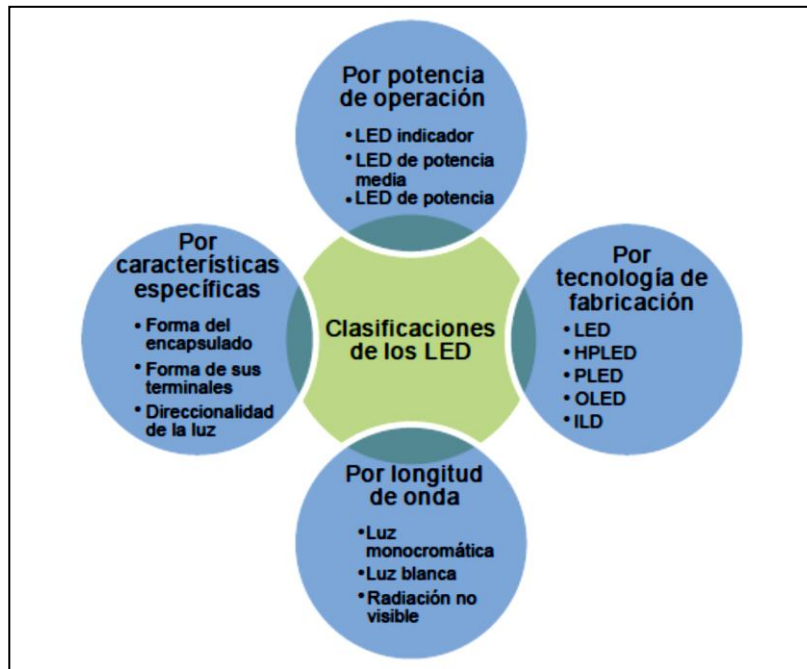 Por potencia
de operación
• LED indicador
• LED de potencia
media
• LED de potencia
Por
características
específicas
• Forma del
encapsulado
• Forma de sus
terminales
• Direccionalidad
de la luz
Clasificaciones
de los LED
Por
tecnología de
fabricación
• LED
• HPLED
• PLED
• OLED
• ILD
Por longitud
de onda
• Luz
monocromática
• Luz blanca
• Radiación no
visible